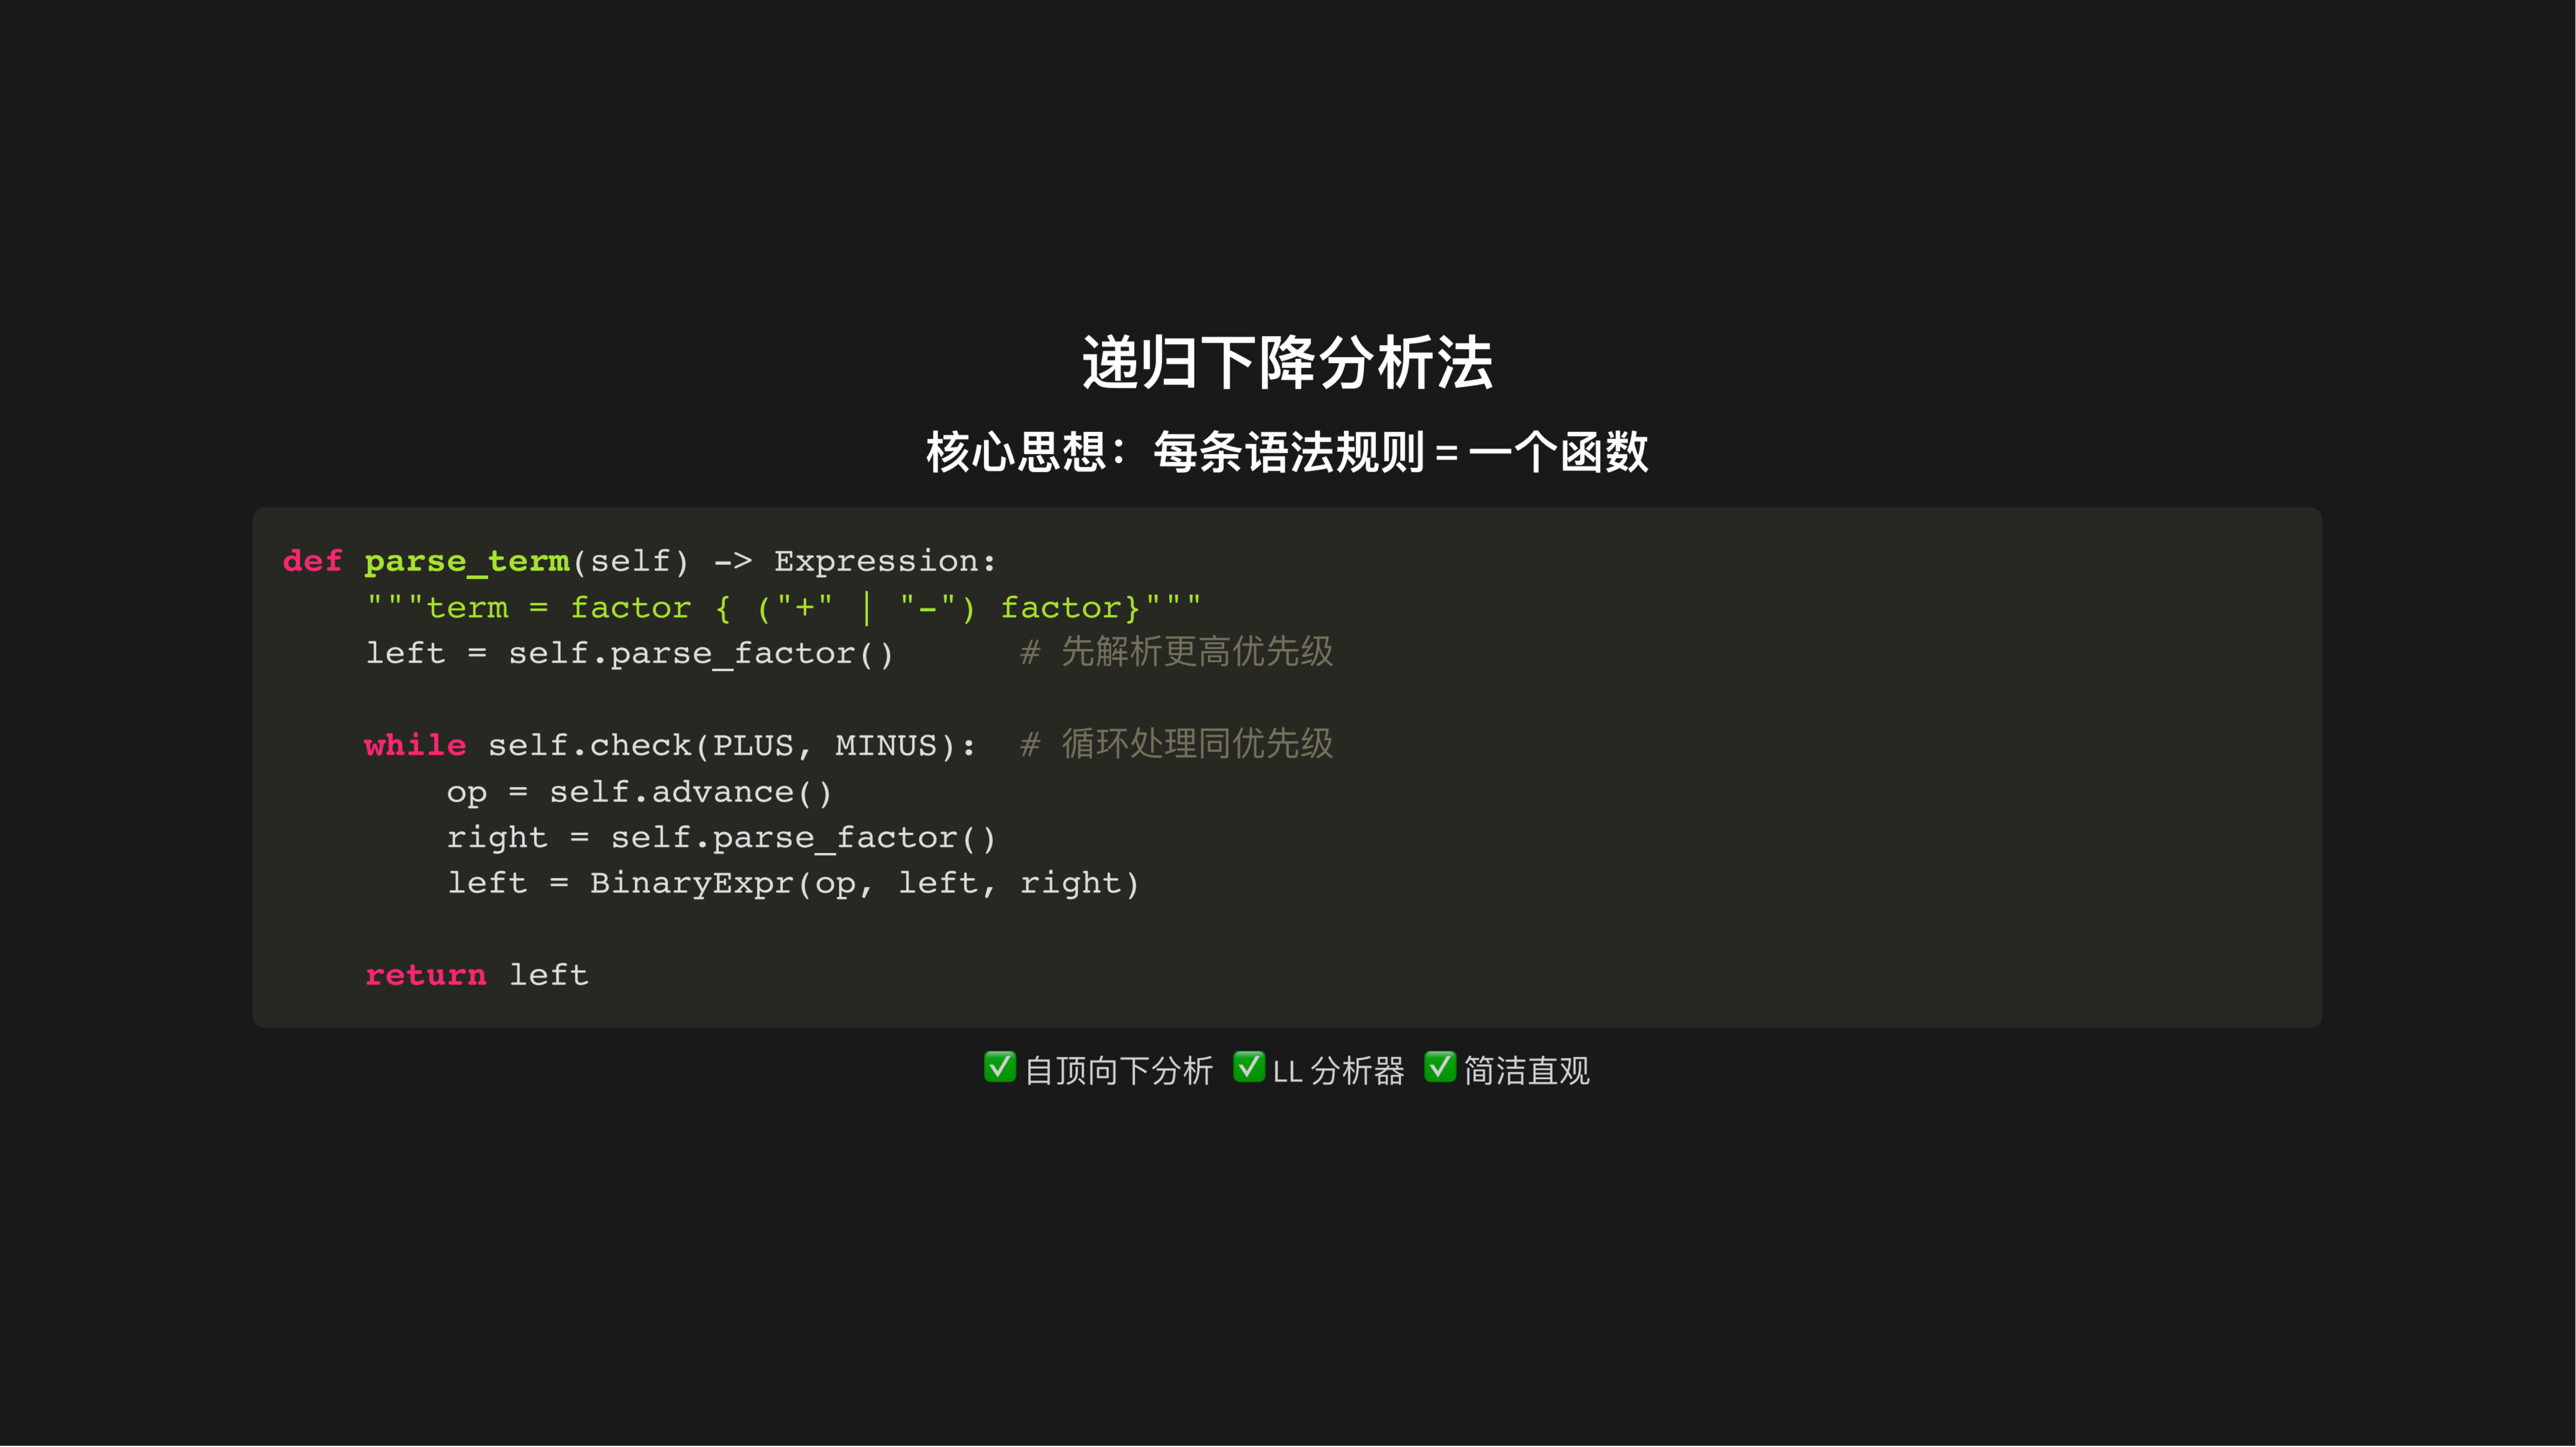 递归下降分析法
核心思想：每条语法规则 = 一个函数
def parse_term(self) -> Expression:
    """term = factor { ("+" | "-") factor}"""
    left = self.parse_factor()      # 先解析更高优先级

    while self.check(PLUS, MINUS):  # 循环处理同优先级
        op = self.advance()
        right = self.parse_factor()
        left = BinaryExpr(op, left, right)

    return left
✅ 自顶向下分析 ✅ LL 分析器 ✅ 简洁直观